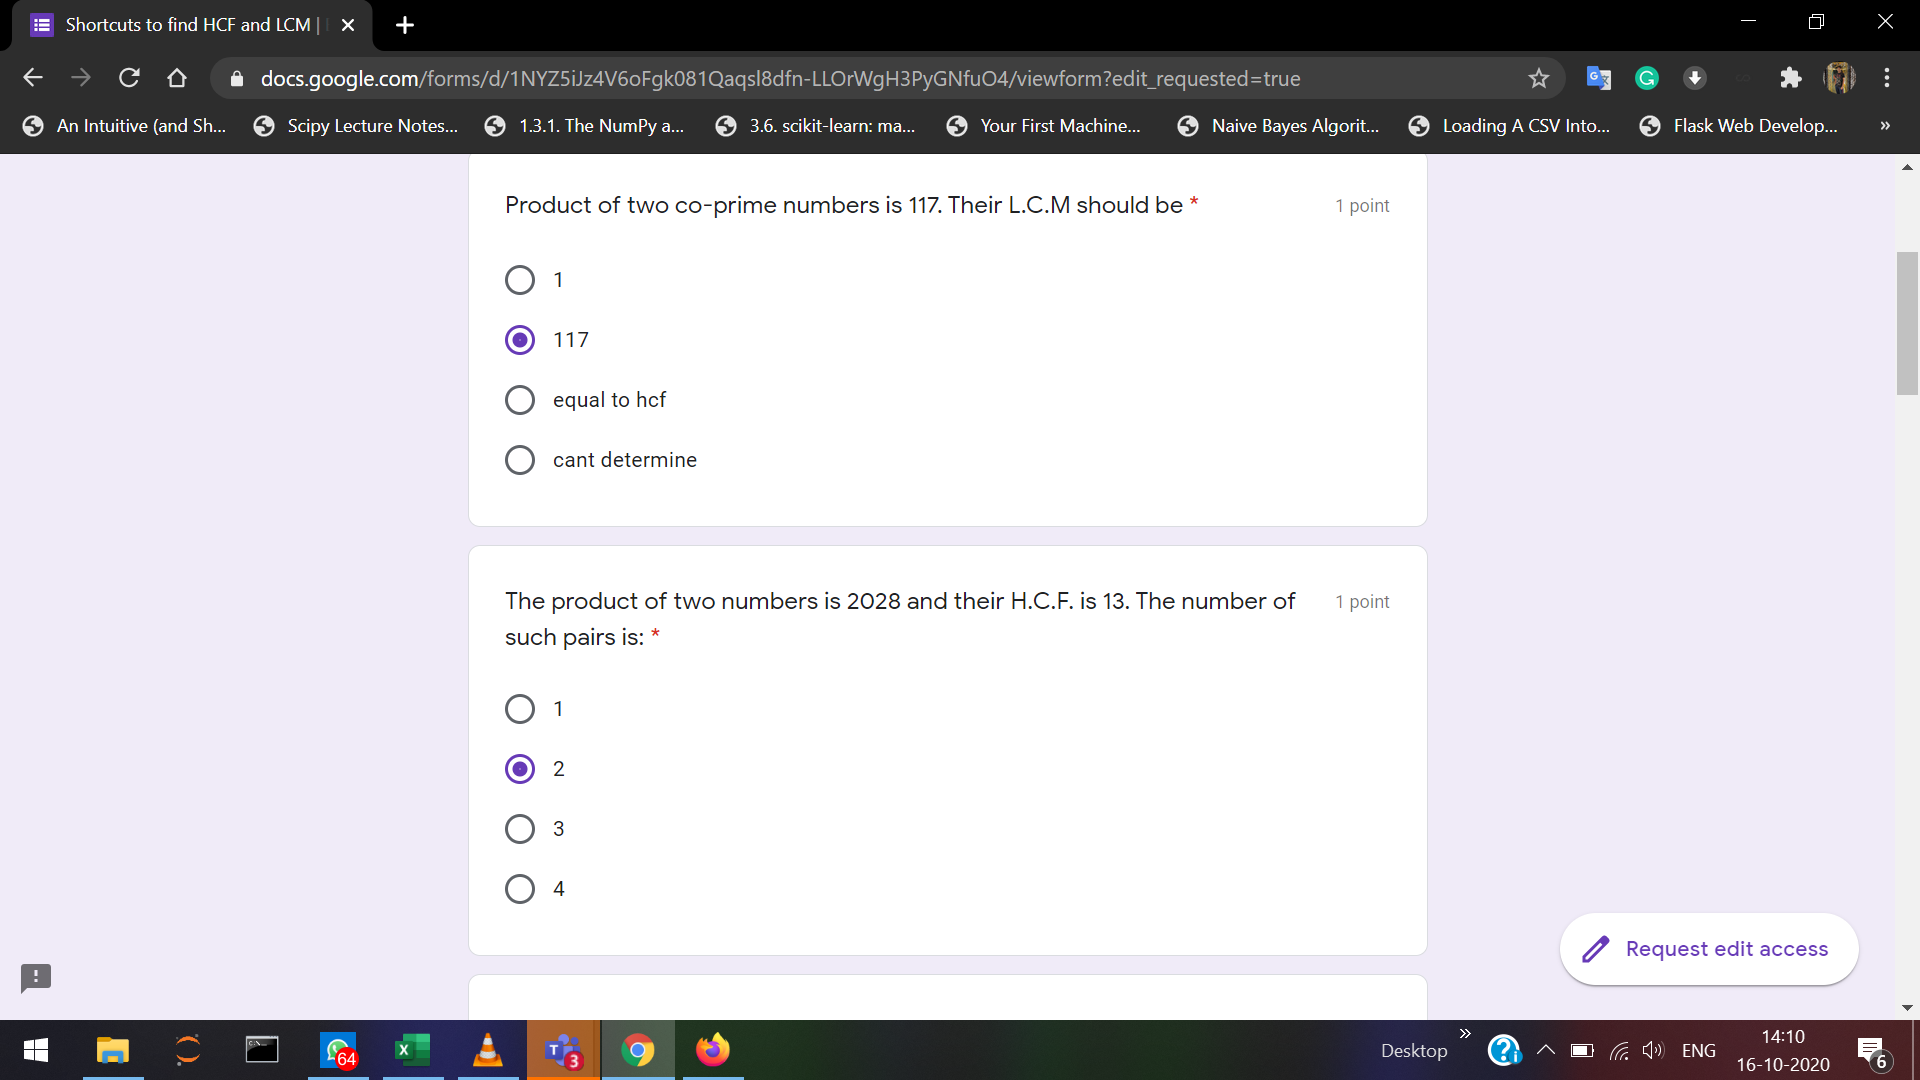 Shortcuts to find HCF and LCM |
docs.google.com/forms/d/1NYZ5iJz4V6oFgk081Qaqsl8dfn-LLOrWgH3PyGNfuO4/viewform?edit_requested=true
An Intuitive (and Sh... Scipy Lecture Notes... 1.3.1. The NumPy a... 3.6. scikit-learn: ma... Your First Machine... Naive Bayes Algorit... Loading A CSV Into... Flask Web Develop... »
Product of two co-prime numbers is 117. Their L.C.M should be * 1 point
1
117
equal to hcf
cant determine
The product of two numbers is 2028 and their H.C.F. is 13. The number of 1 point
such pairs is: *
1
2
3
4
Request edit access
Desktop » ENG 14:10
16-10-2020
64
3
6